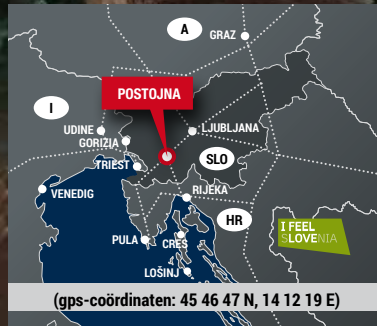 A
GRAZ
POSTOJNA
I
UDINE
GORIZIA
LJUBLJANA
TRIEST
SLO
VENEDIG
RIJEKA
HR
I FEEL
SLOVENIA
PULA
CRES
LOŠINJ
(gps-coördinaten: 45 46 47 N, 14 12 19 E)